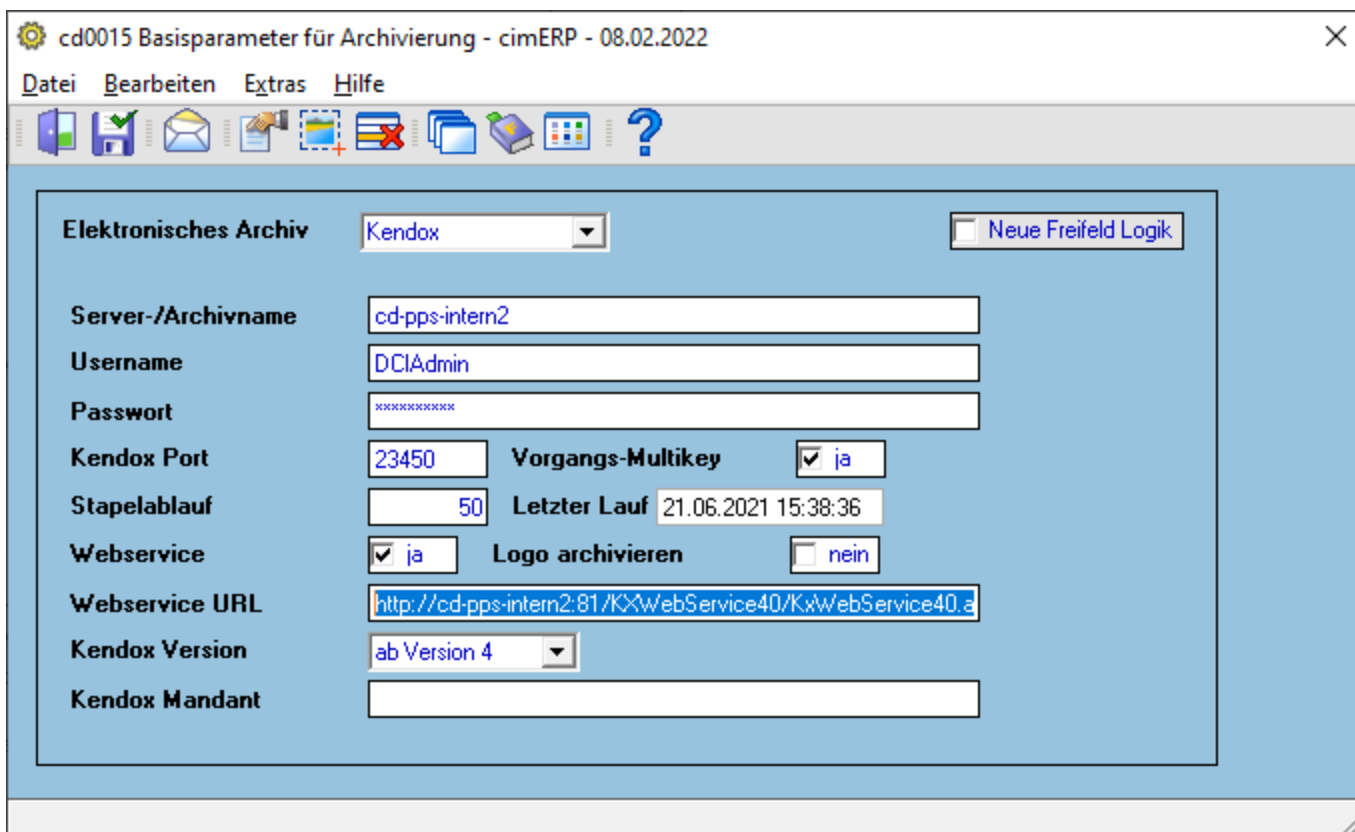 cd0015 Basisparameter für Archivierung - cimERP - 08.02.2022
Datei Bearbeiten Extras Hilfe
Elektronisches Archiv Kendox Neue Freifeld Logik
Server-/Archivname cd-pps-intern2
Username DCIAdmin
Passwort **********
Kendox Port 23450 Vorgangs-Multikey ja
Stapelablauf 50 Letzter Lauf 21.06.2021 15:38:36
Webservice ja Logo archivieren nein
Webservice URL http://cd-pps-intern2:81/KXWebService40/KxWebService40.a
Kendox Version ab Version 4
Kendox Mandant